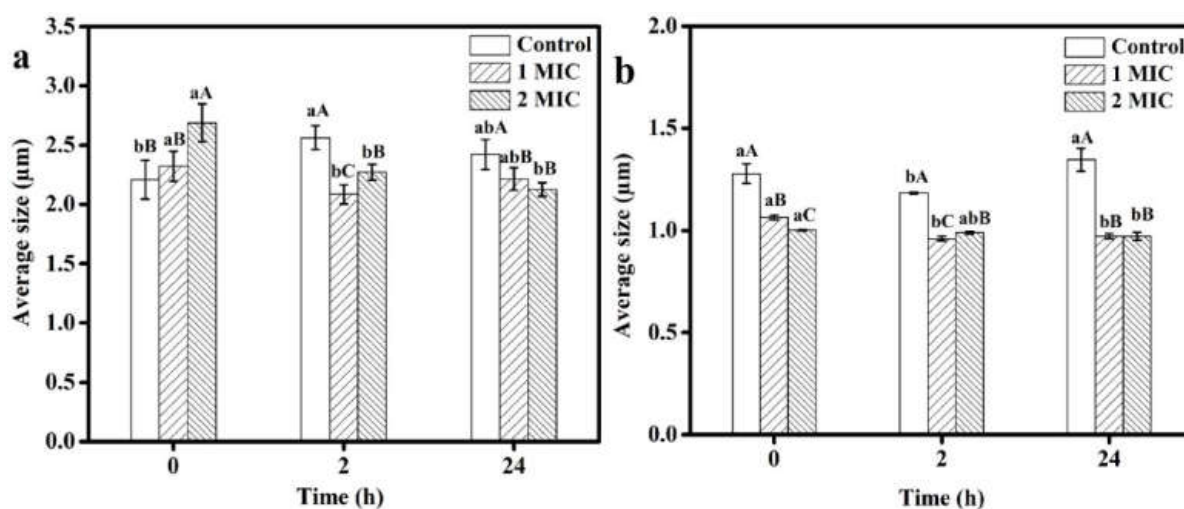 a
Average size (μm)
3.5
3.0
2.5
2.0
1.5
1.0
0.5
0.0
Control
1 MIC
2 MIC
bB aB aA
aA bC bB
abA abB bB
0 2 24
Time (h)
b
Average size (μm)
2.0
1.5
1.0
0.5
0.0
Control
1 MIC
2 MIC
aA aB aC
bA bC abB
aA bB bB
0 2 24
Time (h)